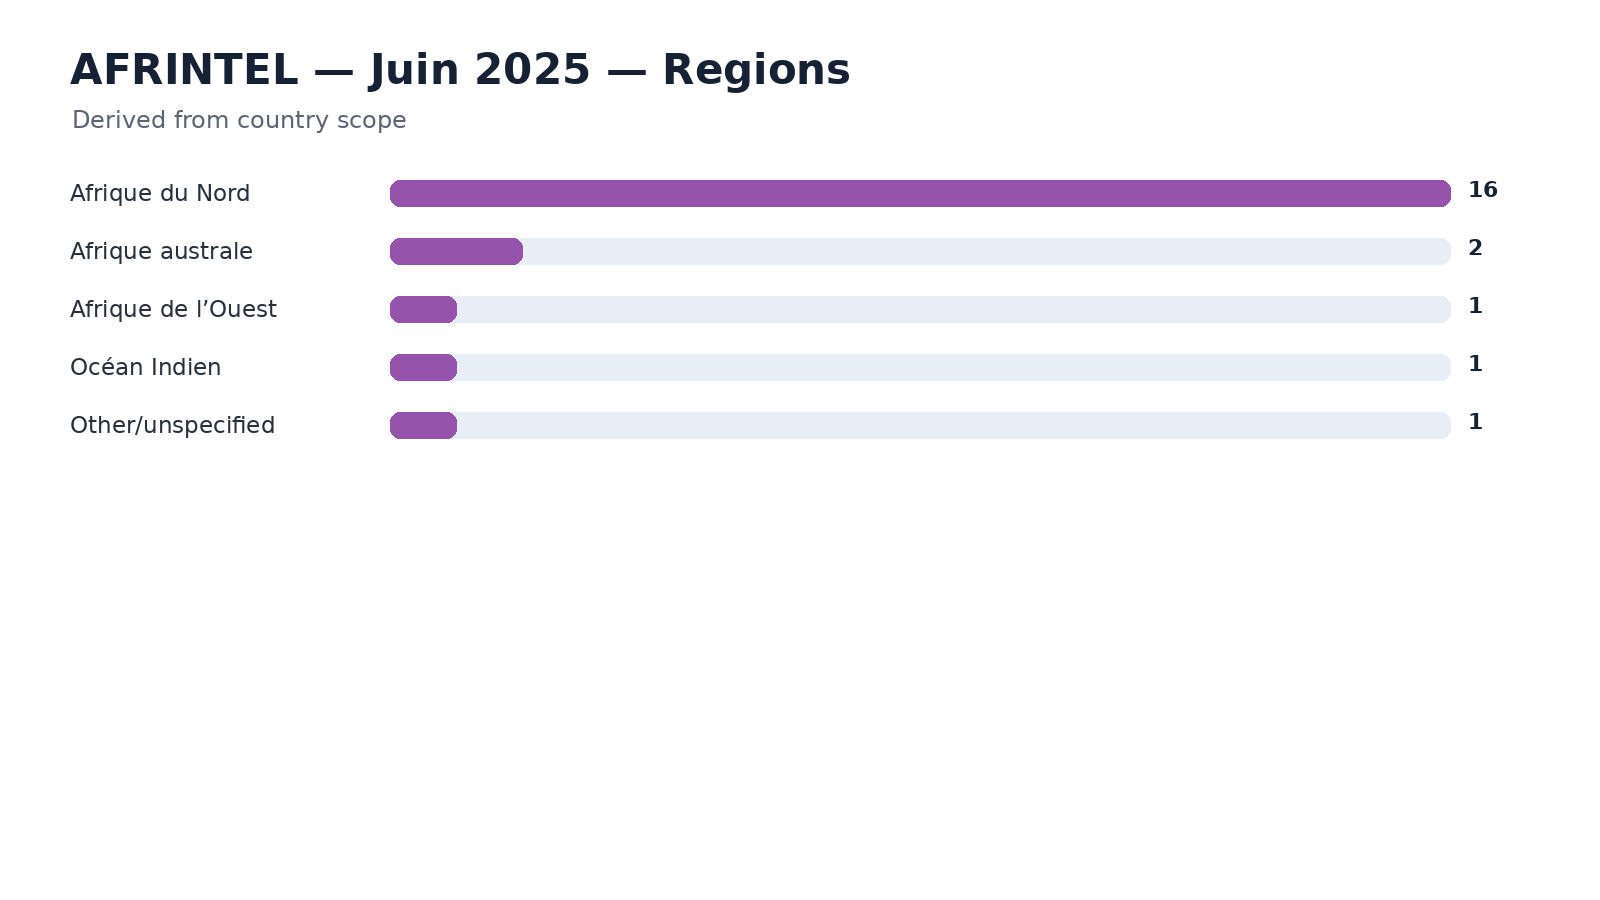 AFRINTEL — Juin 2025 — Regions
Derived from country scope
Afrique du Nord 16
Afrique australe 2
Afrique de l’Ouest 1
Océan Indien 1
Other/unspecified 1